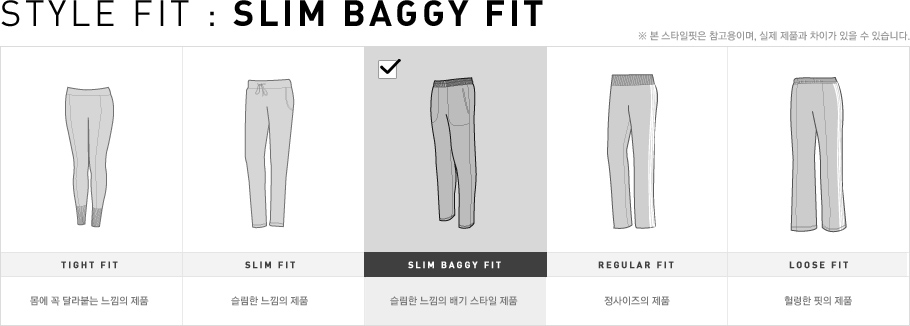 STYLE FIT : SLIM BAGGY FIT
※ 본 스타일핏은 참고용이며, 실제 제품과 차이가 있을 수 있습니다.
TIGHT FIT
SLIM FIT
SLIM BAGGY FIT
REGULAR FIT
LOOSE FIT
몸에 꼭 달라붙는 느낌의 제품
슬림한 느낌의 제품
슬림한 느낌의 배기 스타일 제품
정사이즈의 제품
헐렁한 핏의 제품